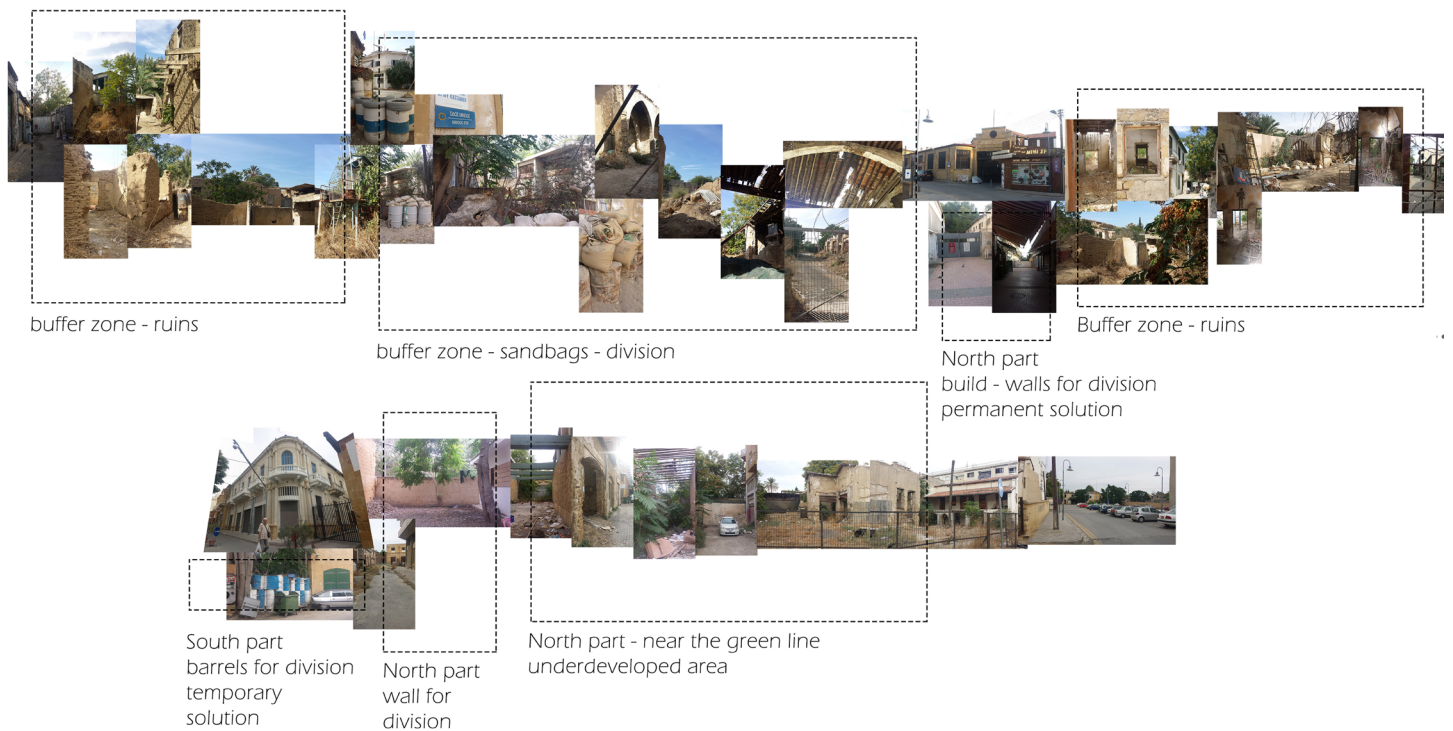 buffer zone - ruins
buffer zone - sandbags - division
North part
build - walls for division
permanent solution
Buffer zone - ruins
South part
barrels for division
temporary
solution
North part
wall for
division
North part - near the green line
underdeveloped area